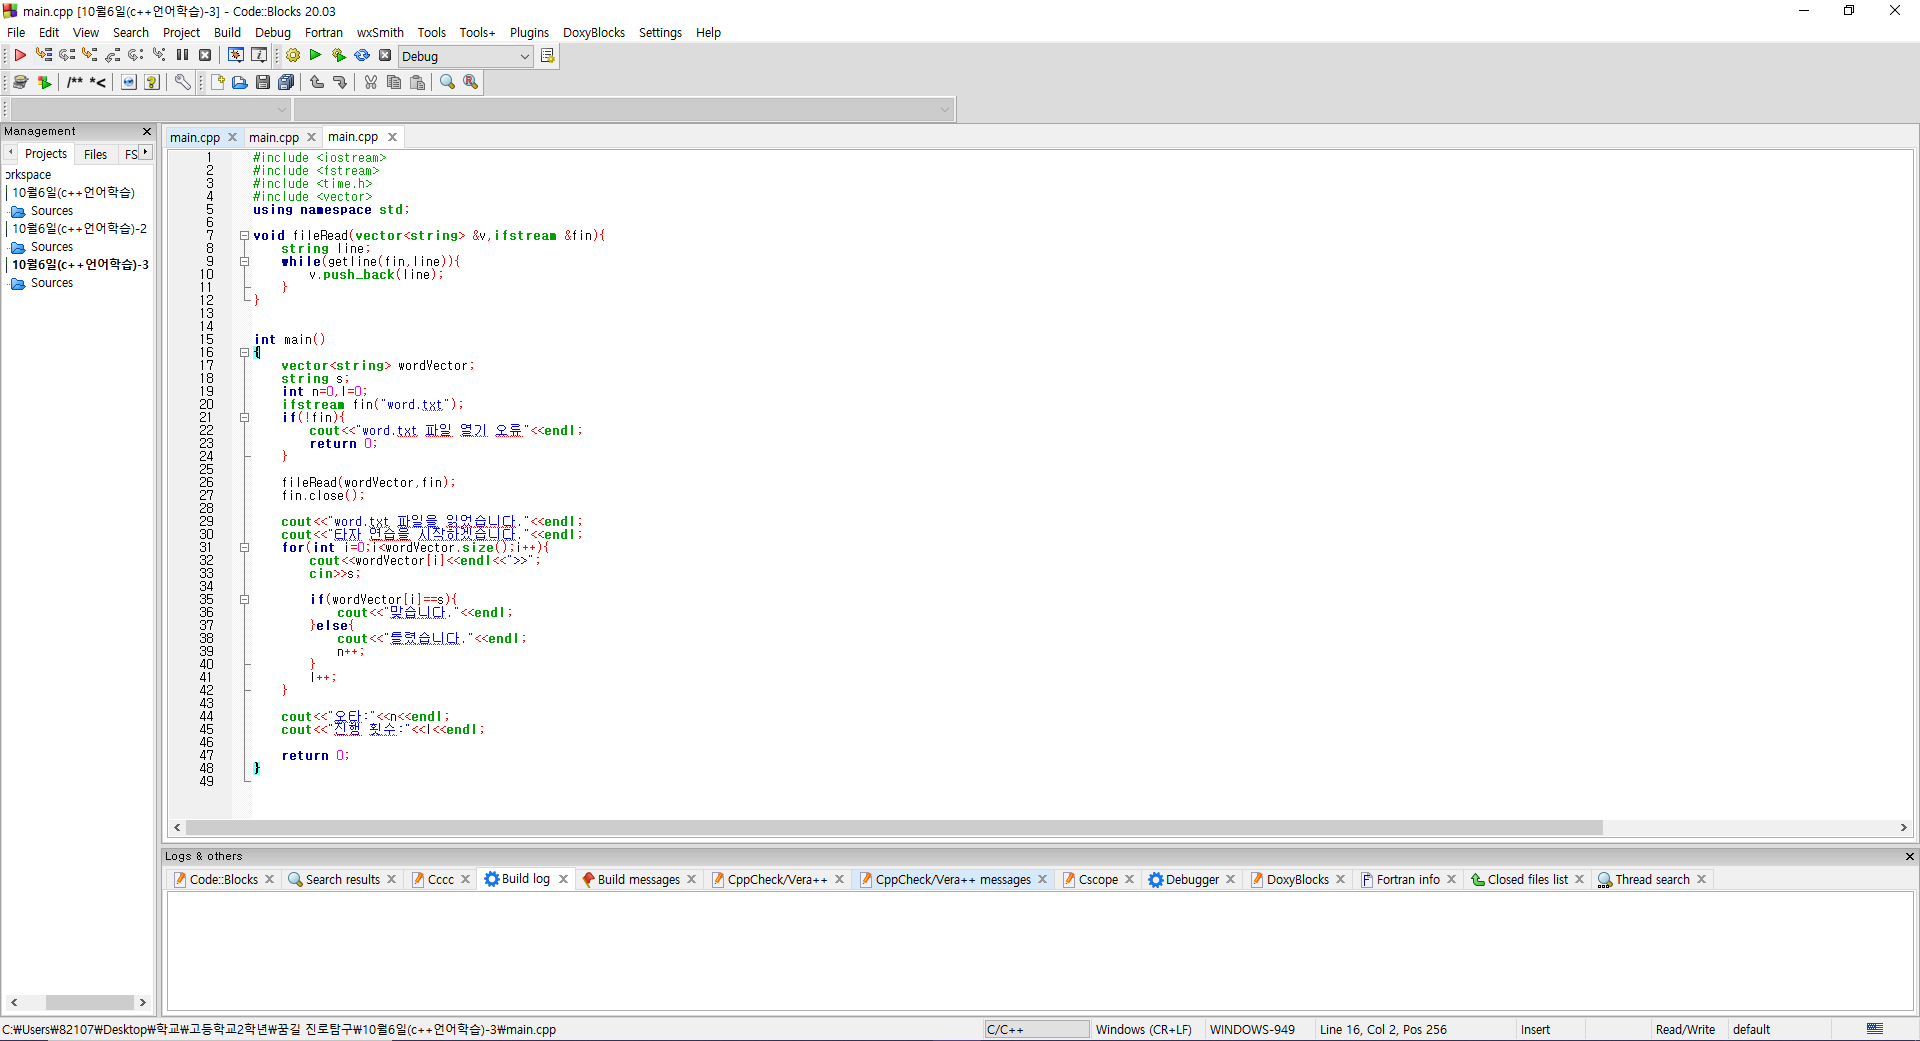 main.cpp [10월6일(c++언어학습)-3] - Code::Blocks 20.03
File Edit View Search Project Build Debug Fortran wxSmith Tools Tools+ Plugins DoxyBlocks Settings Help
Debug
/** *<
Management
main.cpp main.cpp main.cpp
Projects Files FS
orkspace
10월6일(c++언어학습)
Sources
10월6일(c++언어학습)-2
Sources
10월6일(c++언어학습)-3
Sources
1 #include <iostream>
2 #include <fstream>
3 #include <time.h>
4 #include <vector>
5 using namespace std;
6
7 void fileRead(vector<string> &v,ifstream &fin){
8 string line;
9 while(getline(fin,line)){
10 v.push_back(line);
11 }
12 }
13
14
15 int main()
16 {
17 vector<string> wordVector;
18 string s;
19 int n=0,l=0;
20 ifstream fin("word.txt");
21 if(!fin){
22 cout<<"word.txt 파일 열기 오류"<<endl;
23 return 0;
24 }
25
26 fileRead(wordVector,fin);
27 fin.close();
28
29 cout<<"word.txt 파일을 읽었습니다."<<endl;
30 cout<<"타자 연습을 시작하겟습니다."<<endl;
31 for(int i=0;i<wordVector.size();i++){
32 cout<<wordVector[i]<<endl<<">>";
33 cin>>s;
34
35 if(wordVector[i]==s){
36 cout<<"맞습니다."<<endl;
37 }else{
38 cout<<"틀렸습니다."<<endl;
39 n++;
40 }
41 l++;
42 }
43
44 cout<<"오타:"<<n<<endl;
45 cout<<"진행 횟수:"<<l<<endl;
46
47 return 0;
48 }
49
Logs & others
Code::Blocks Search results Cccc Build log Build messages CppCheck/Vera++ CppCheck/Vera++ messages Cscope Debugger DoxyBlocks Fortran info Closed files list Thread search
C:₩Users₩82107₩Desktop₩학교₩고등학교2학년₩꿈길 진로탐구₩10월6일(c++언어학습)-3₩main.cpp C/C++ Windows (CR+LF) WINDOWS-949 Line 16, Col 2, Pos 256 Insert Read/Write default